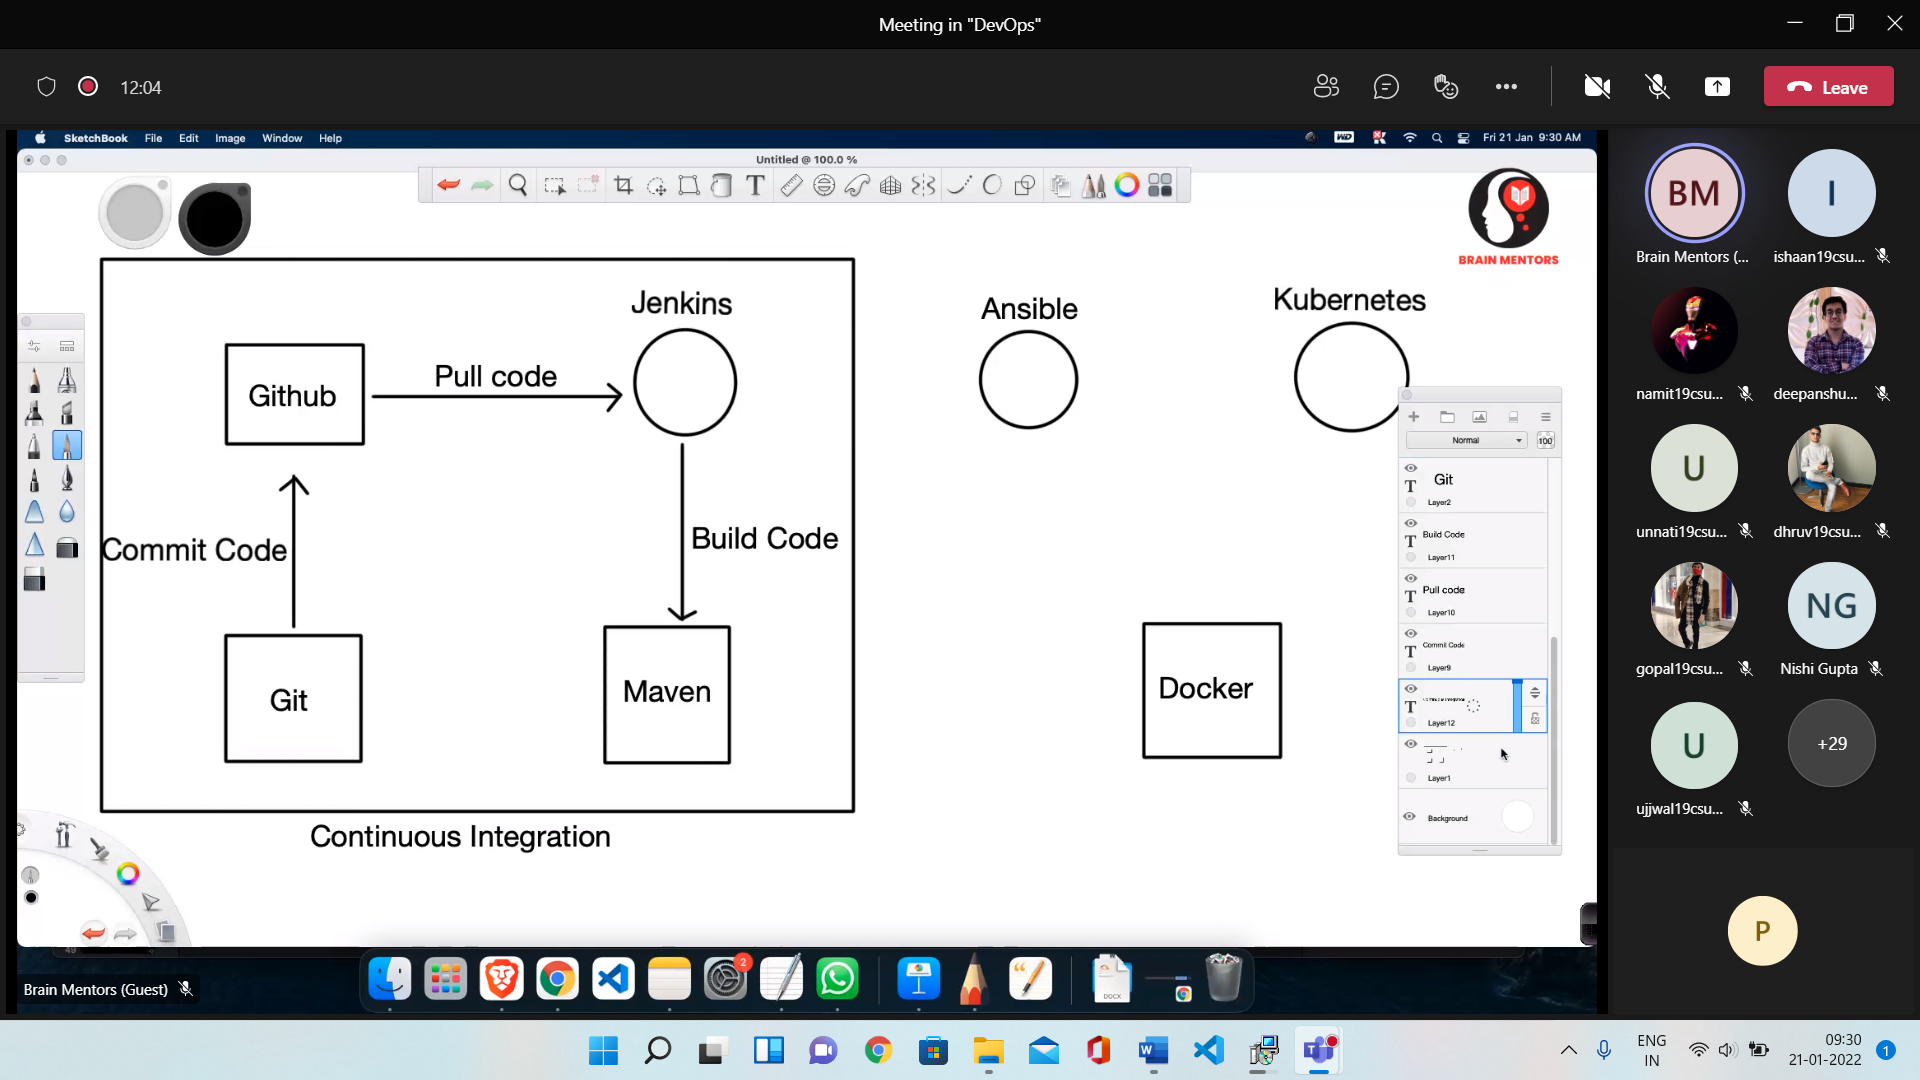 Meeting in "DevOps"
12:04
Leave
SketchBook File Edit Image Window Help
WD
Fri 21 Jan 9:30 AM
Untitled @ 100.0 %
T
BRAIN MENTORS
Jenkins
Ansible
Kubernetes
Github
Pull code
Commit Code
Build Code
Git
Maven
Docker
Continuous Integration
Normal
100
T
Git
Layer2
T
Build Code
Layer11
T
Pull code
Layer10
T
Commit Code
Layer9
T
Layer12
Layer1
Background
BM
Brain Mentors (...
I
ishaan19csu...
namit19csu...
deepanshu...
U
unnati19csu...
dhruv19csu...
gopal19csu...
NG
Nishi Gupta
U
ujjwal19csu...
+29
P
2
DOCX
Brain Mentors (Guest)
ENG
IN
09:30
21-01-2022
1